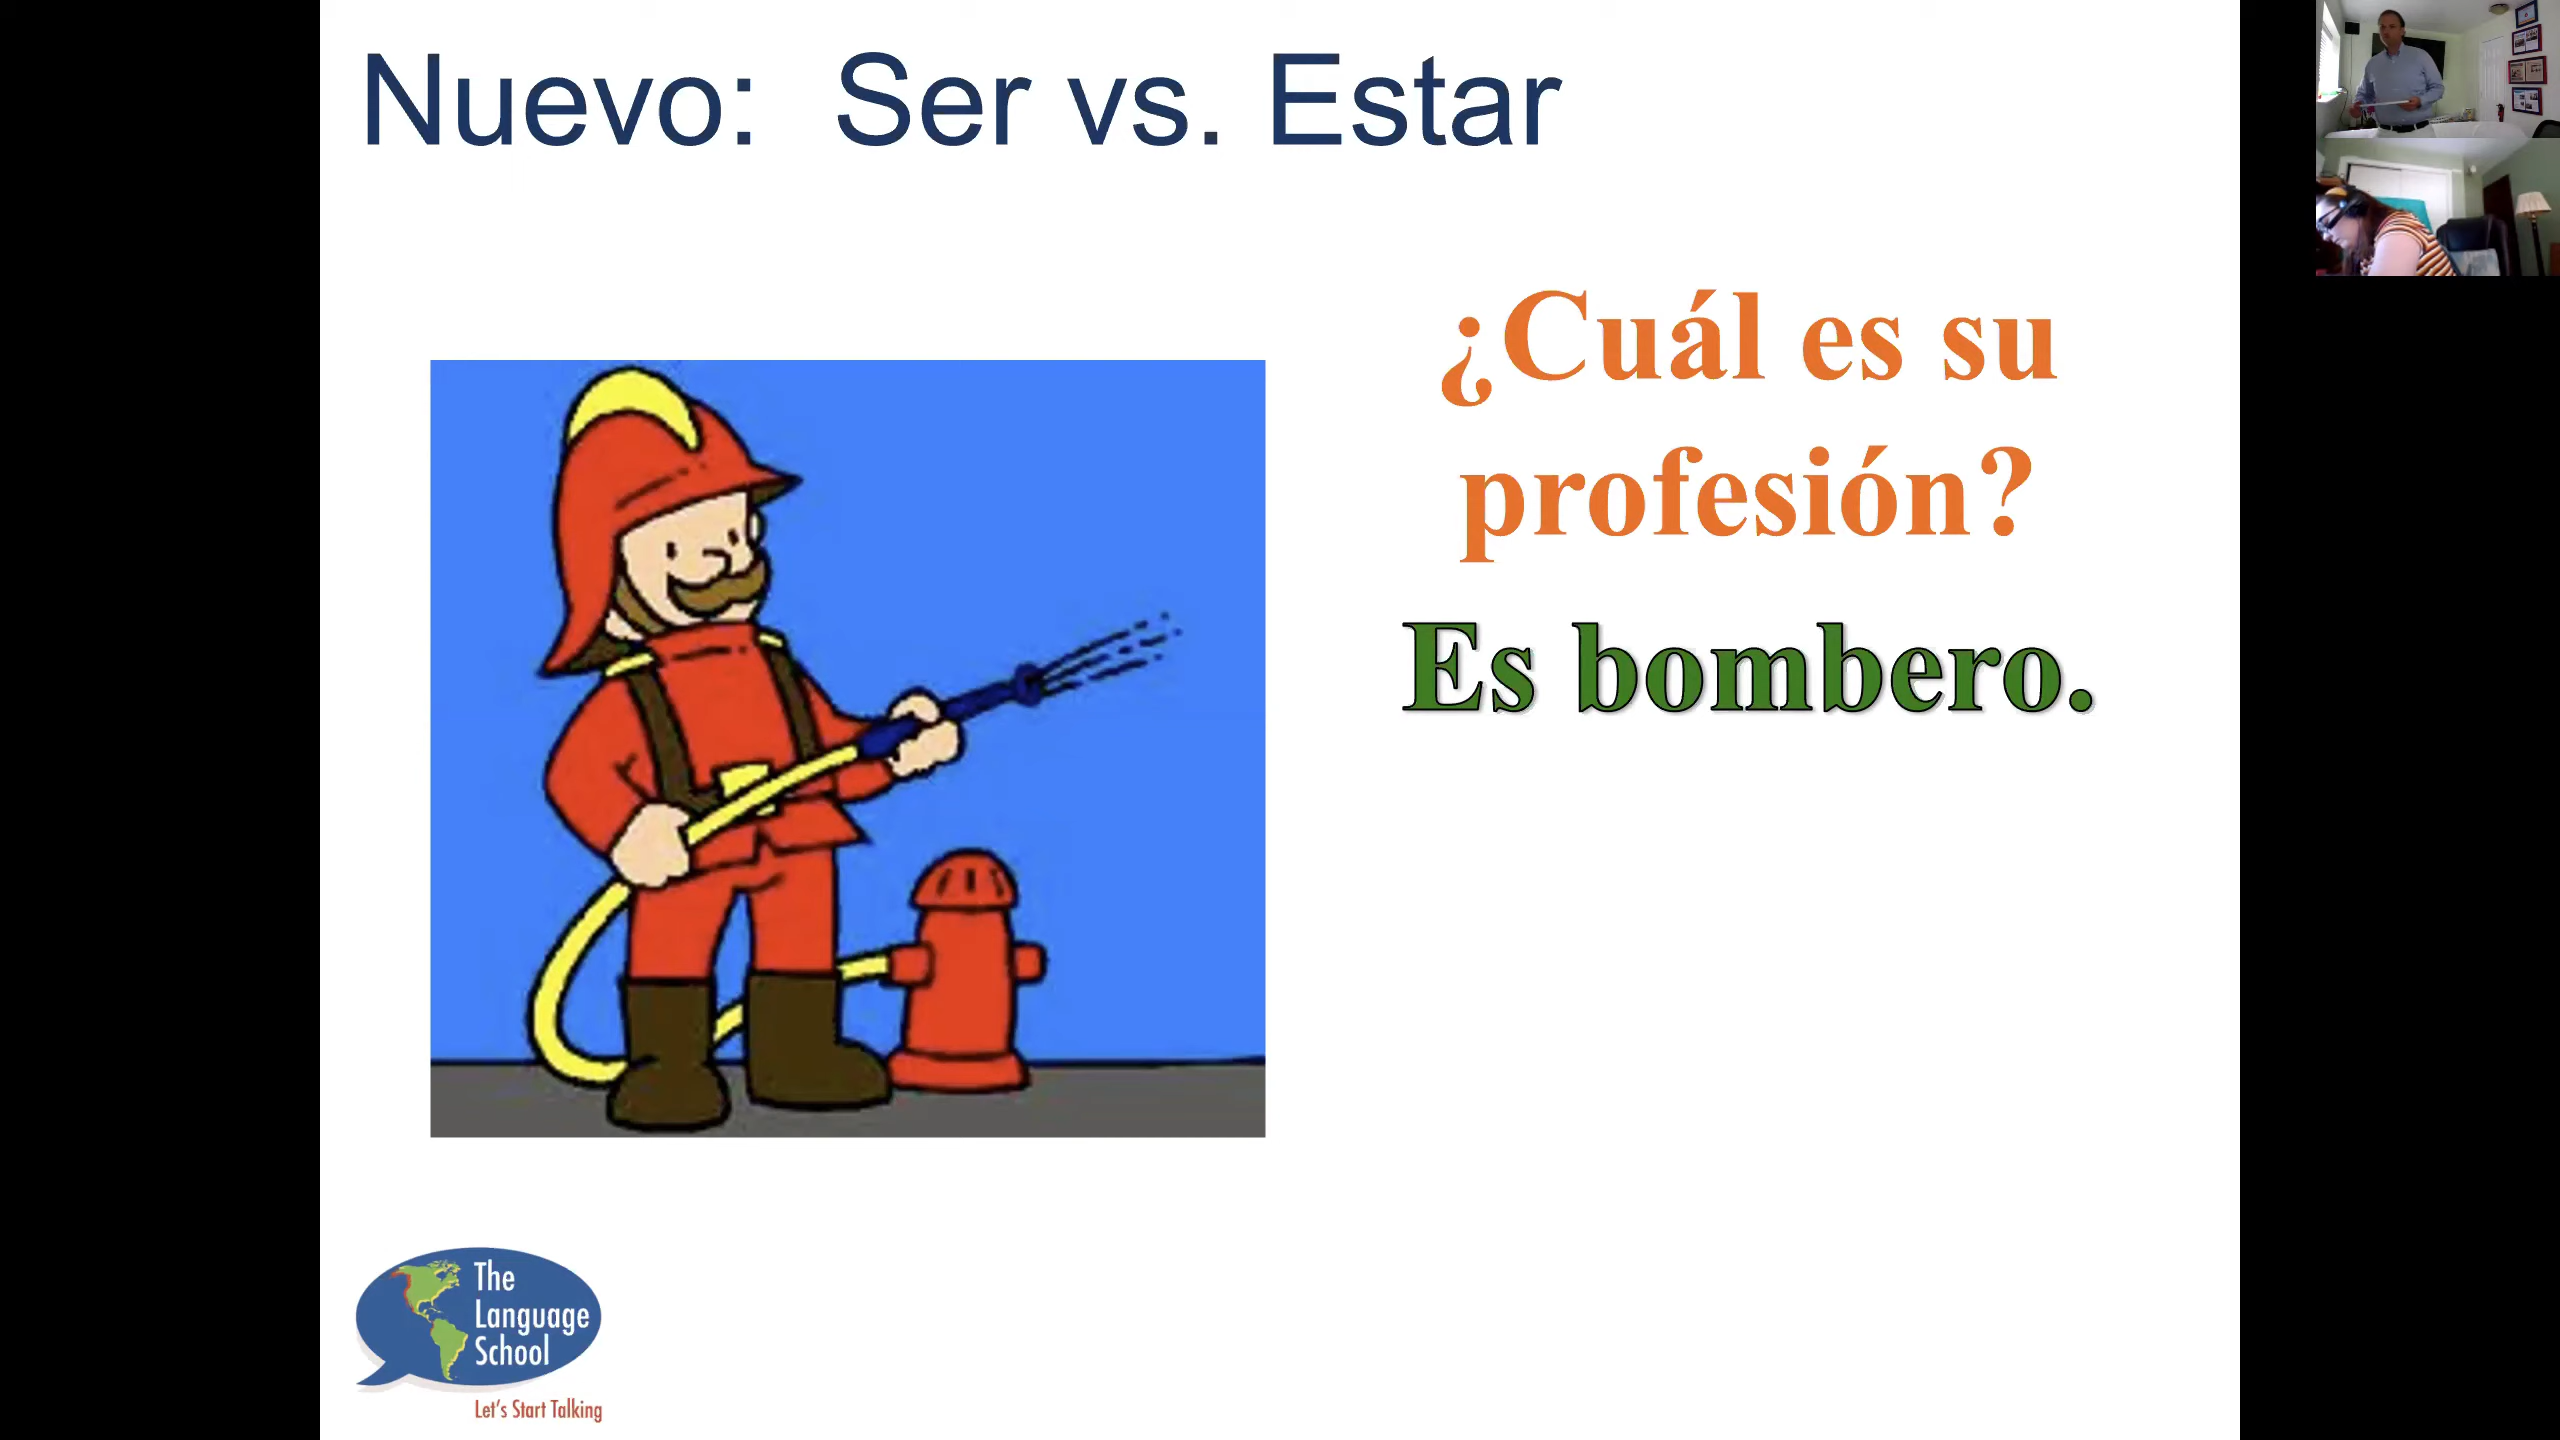 Nuevo: Ser vs. Estar
¿Cuál es su
profesión?
Es bombero.
The
Language
School
Let's Start Talking